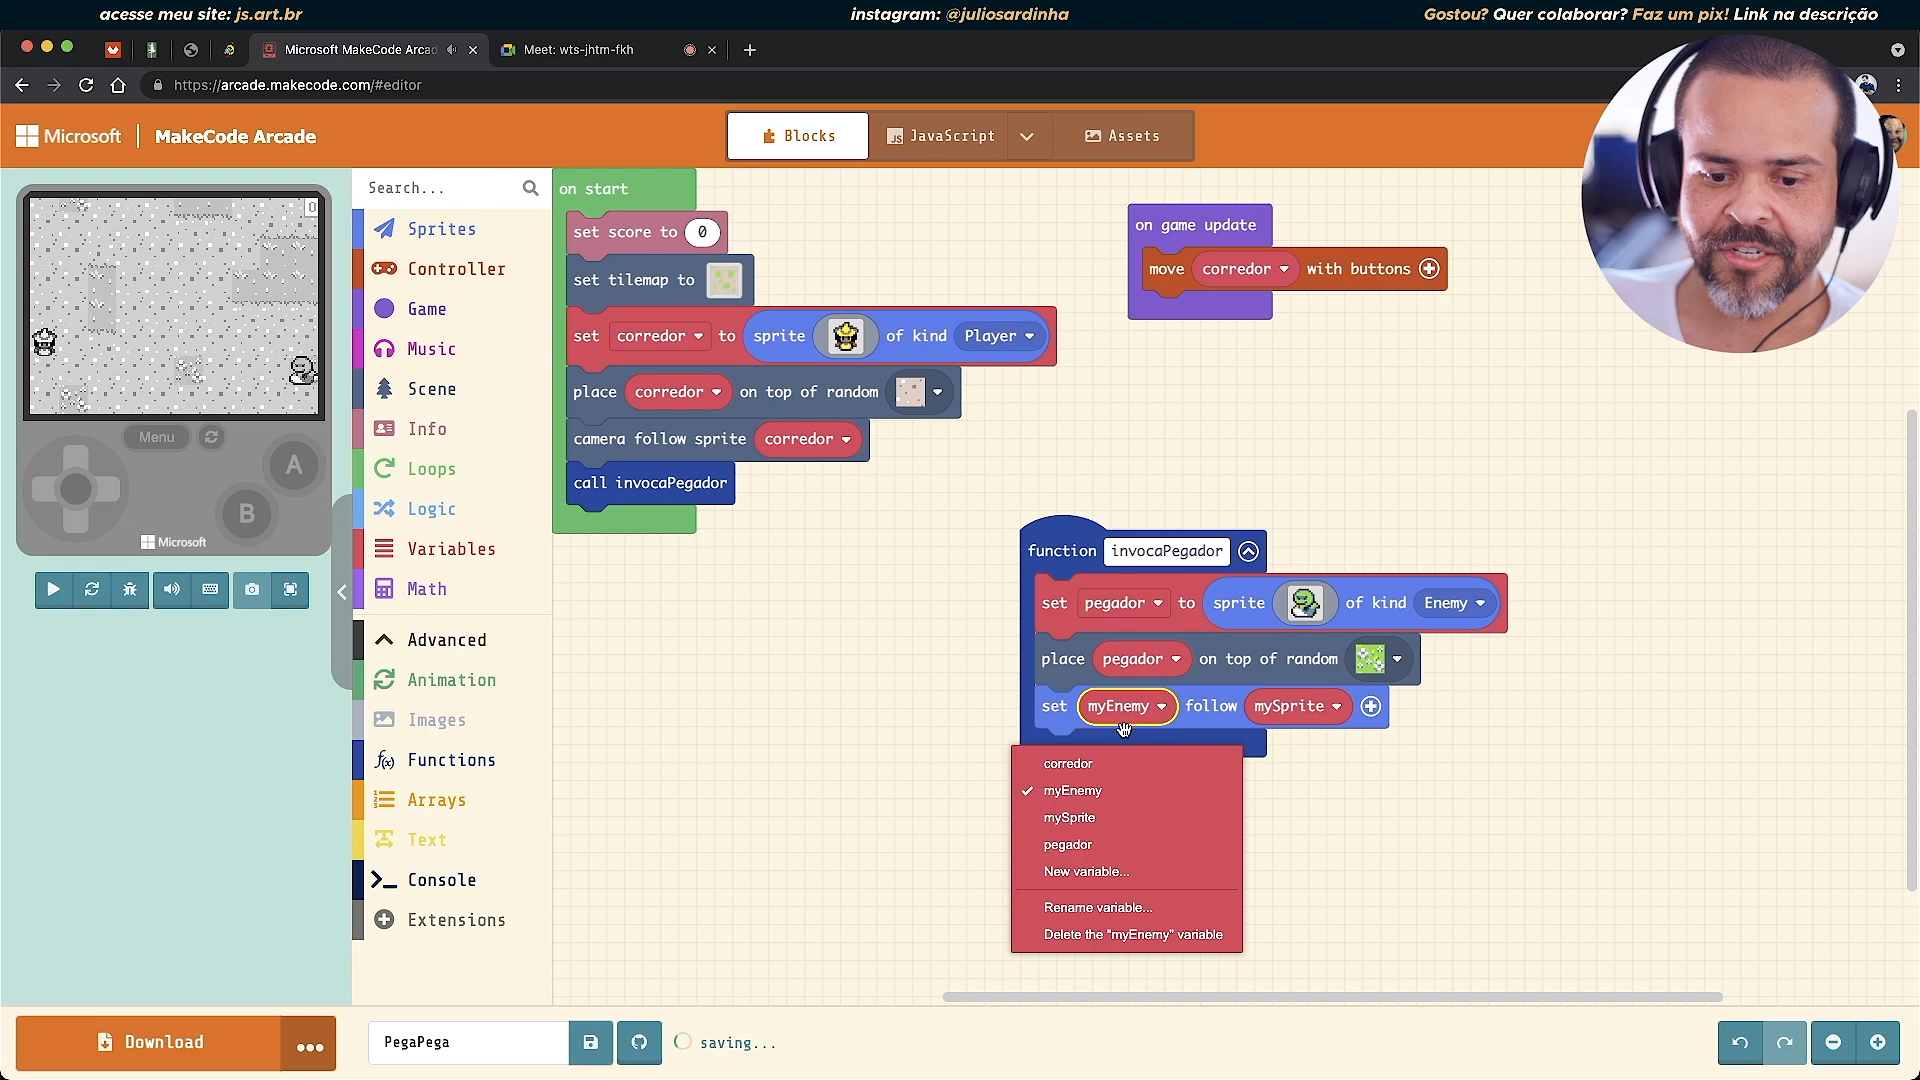 acesse meu site: js.art.br
instagram: @juliosardinha
Gostou? Quer colaborar? Faz um pix! Link na descrição
Microsoft MakeCode Arcad
Meet: wts-jhtm-fkh
https://arcade.makecode.com/#editor
Microsoft
MakeCode Arcade
Blocks
JS
JavaScript
Assets
0
Menu
A
B
Microsoft
Search...
Sprites
Controller
Game
Music
Scene
Info
Loops
Logic
Variables
Math
Advanced
Animation
Images
Functions
Arrays
Text
Console
Extensions
on start
set score to 0
set tilemap to
set corredor to sprite of kind Player
place corredor on top of random
camera follow sprite corredor
call invocaPegador
on game update
move corredor with buttons
function invocaPegador
set pegador to sprite of kind Enemy
place pegador on top of random
set myEnemy follow mySprite
corredor
myEnemy
mySprite
pegador
New variable...
Rename variable...
Delete the "myEnemy" variable
Download
PegaPega
saving...